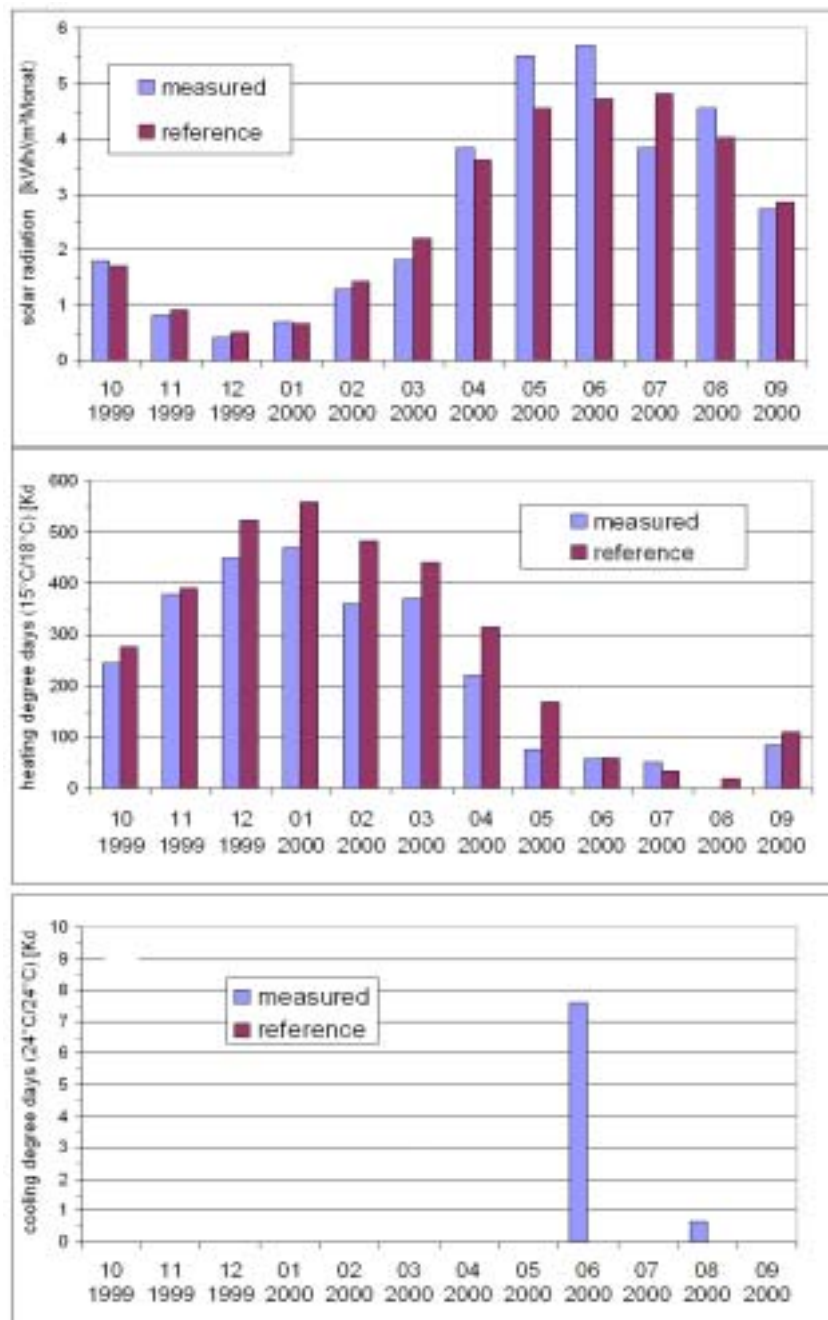 solar radiation [kWh/(m²Monat)
6
5
4
3
2
1
0
measured
reference
10 11 12 01 02 03 04 05 06 07 08 09
1999 1999 1999 2000 2000 2000 2000 2000 2000 2000 2000 2000
heating degree days (15°C/18°C) [Kd
600
500
400
300
200
100
0
measured
reference
10 11 12 01 02 03 04 05 06 07 08 09
1999 1999 1999 2000 2000 2000 2000 2000 2000 2000 2000 2000
cooling degree days (24°C/24°C) [Kd
10
9
8
7
6
5
4
3
2
1
0
measured
reference
10 11 12 01 02 03 04 05 06 07 08 09
1999 1999 1999 2000 2000 2000 2000 2000 2000 2000 2000 2000